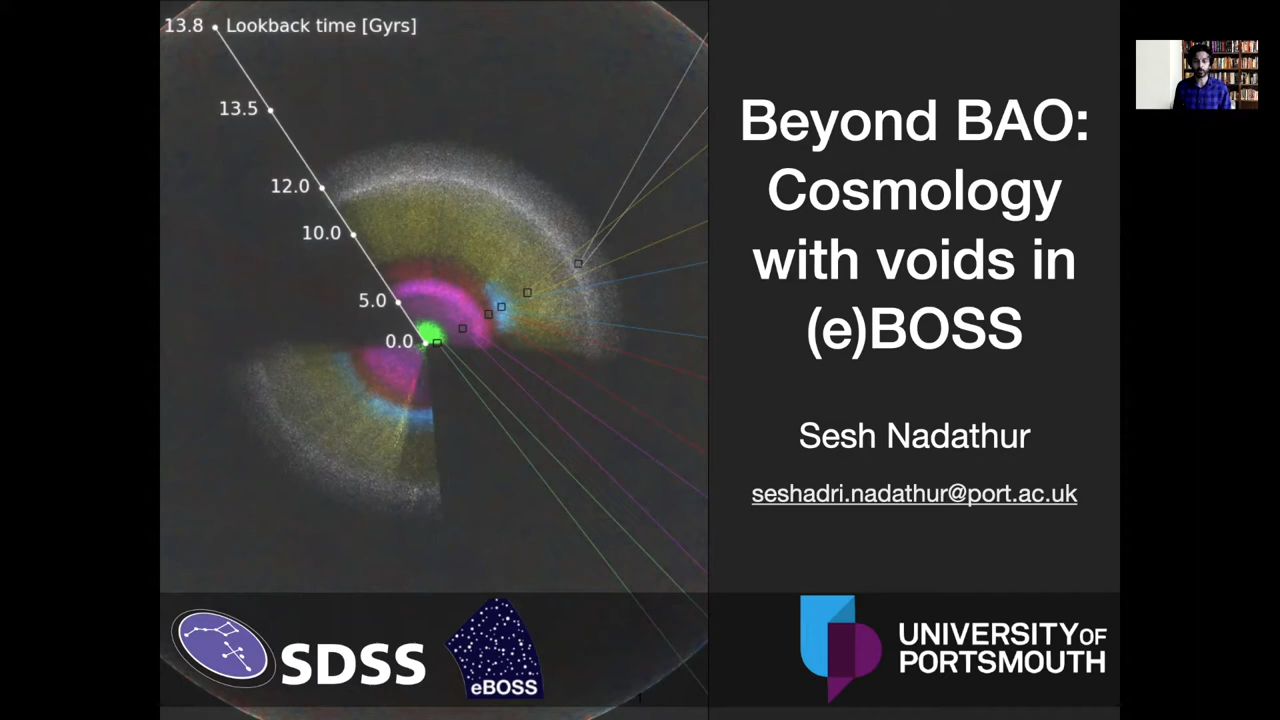 13.8 Lookback time [Gyrs]
13.5
12.0
10.0
5.0
0.0
Beyond BAO:
Cosmology
with voids in
(e)BOSS
Sesh Nadathur
seshadri.nadathur@port.ac.uk
SDSS
eBOSS
UNIVERSITY OF
PORTSMOUTH